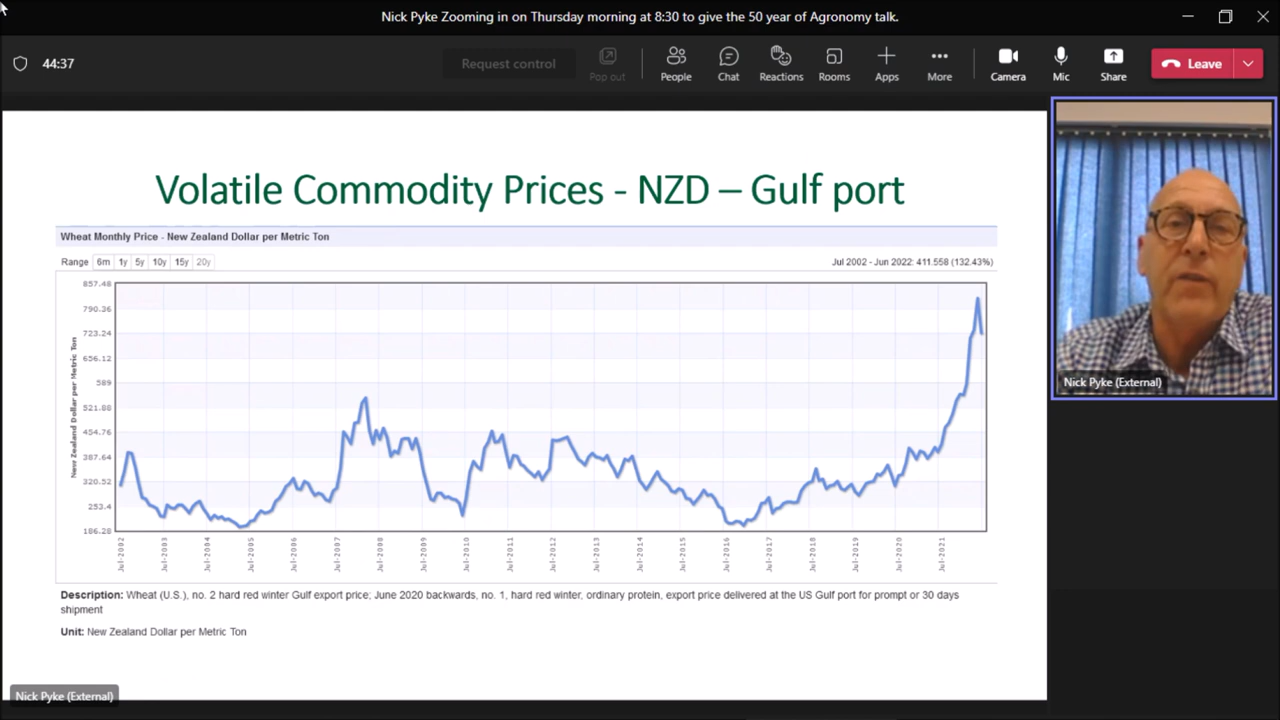 Nick Pyke Zooming in on Thursday morning at 8:30 to give the 50 year of Agronomy talk.
44:37
Request control
Pop out
People
Chat
Reactions
Rooms
Apps
More
Camera
Mic
Share
Leave
Volatile Commodity Prices - NZD – Gulf port
Wheat Monthly Price - New Zealand Dollar per Metric Ton
Range 6m 1y 5y 10y 15y 20y
Jul 2002 - Jun 2022: 411.558 (132.43%)
New Zealand Dollar per Metric Ton
857.48
790.36
723.24
656.12
589
521.88
454.76
387.64
320.52
253.4
186.28
Jul-2002
Jul-2003
Jul-2004
Jul-2005
Jul-2006
Jul-2007
Jul-2008
Jul-2009
Jul-2010
Jul-2011
Jul-2012
Jul-2013
Jul-2014
Jul-2015
Jul-2016
Jul-2017
Jul-2018
Jul-2019
Jul-2020
Jul-2021
Description: Wheat (U.S.), no. 2 hard red winter Gulf export price; June 2020 backwards, no. 1, hard red winter, ordinary protein, export price delivered at the US Gulf port for prompt or 30 days
shipment
Unit: New Zealand Dollar per Metric Ton
Nick Pyke (External)
Nick Pyke (External)